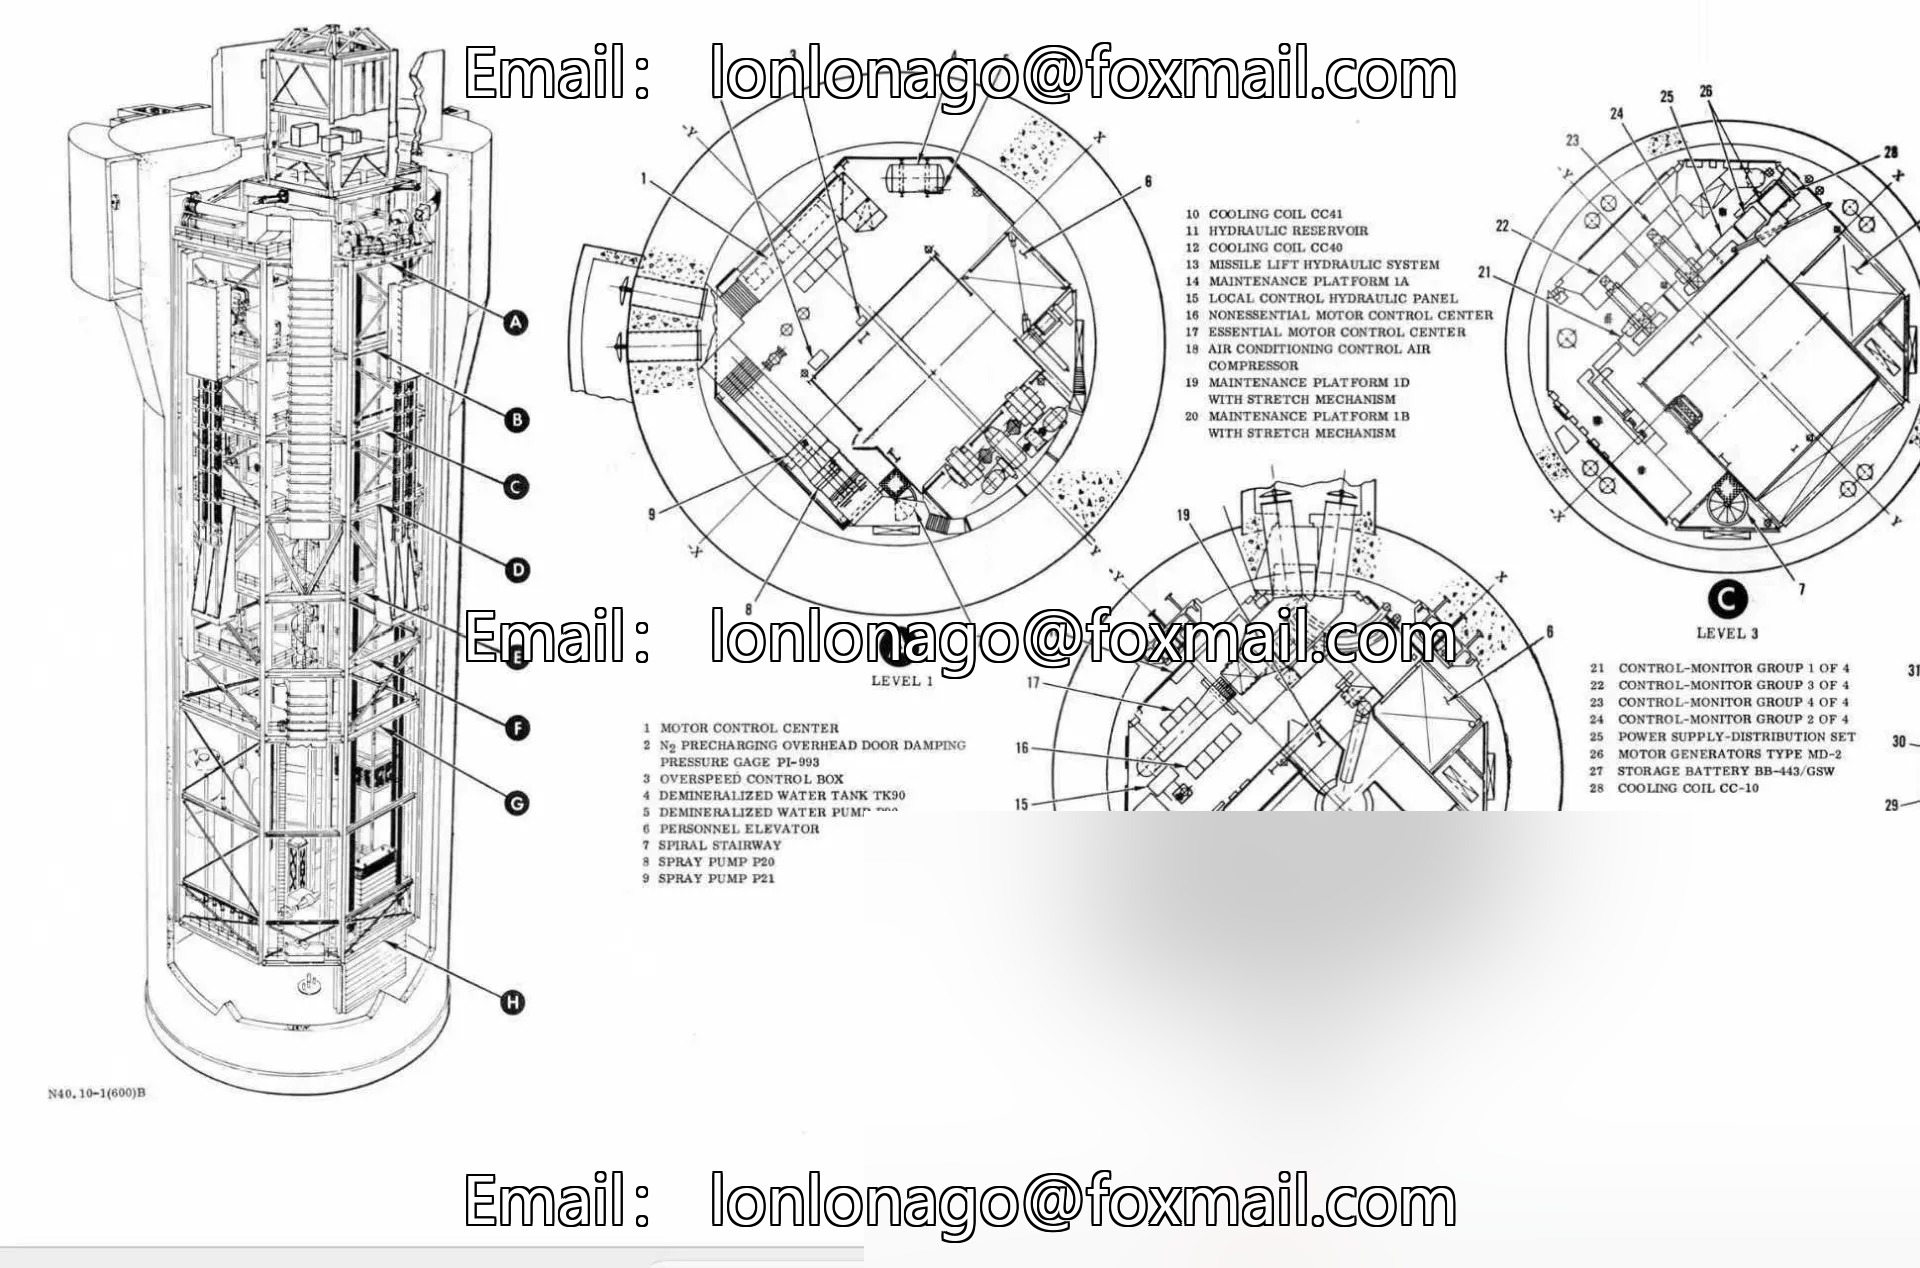 Email： lonlonago@foxmail.com
3
4
5
-Y
X
1
6
9
8
-X
Y
LEVEL 1
A
B
C
D
E
F
G
H
N40.10-1(600)B
1 MOTOR CONTROL CENTER
2 N2 PRECHARGING OVERHEAD DOOR DAMPING
PRESSURE GAGE PI-993
3 OVERSPEED CONTROL BOX
4 DEMINERALIZED WATER TANK TK90
5 DEMINERALIZED WATER PUMP P90
6 PERSONNEL ELEVATOR
7 SPIRAL STAIRWAY
8 SPRAY PUMP P20
9 SPRAY PUMP P21
10 COOLING COIL CC41
11 HYDRAULIC RESERVOIR
12 COOLING COIL CC40
13 MISSILE LIFT HYDRAULIC SYSTEM
14 MAINTENANCE PLATFORM 1A
15 LOCAL CONTROL HYDRAULIC PANEL
16 NONESSENTIAL MOTOR CONTROL CENTER
17 ESSENTIAL MOTOR CONTROL CENTER
18 AIR CONDITIONING CONTROL AIR
COMPRESSOR
19 MAINTENANCE PLATFORM 1D
WITH STRETCH MECHANISM
20 MAINTENANCE PLATFORM 1B
WITH STRETCH MECHANISM
19
-Y
X
6
17
16
15
Email： lonlonago@foxmail.com
26
25
24
23
28
-Y
X
22
21
-X
Y
7
C
LEVEL 3
21 CONTROL-MONITOR GROUP 1 OF 4
22 CONTROL-MONITOR GROUP 3 OF 4
23 CONTROL-MONITOR GROUP 4 OF 4
24 CONTROL-MONITOR GROUP 2 OF 4
25 POWER SUPPLY-DISTRIBUTION SET
26 MOTOR GENERATORS TYPE MD-2
27 STORAGE BATTERY BB-443/GSW
28 COOLING COIL CC-10
31
30
29
Email： lonlonago@foxmail.com